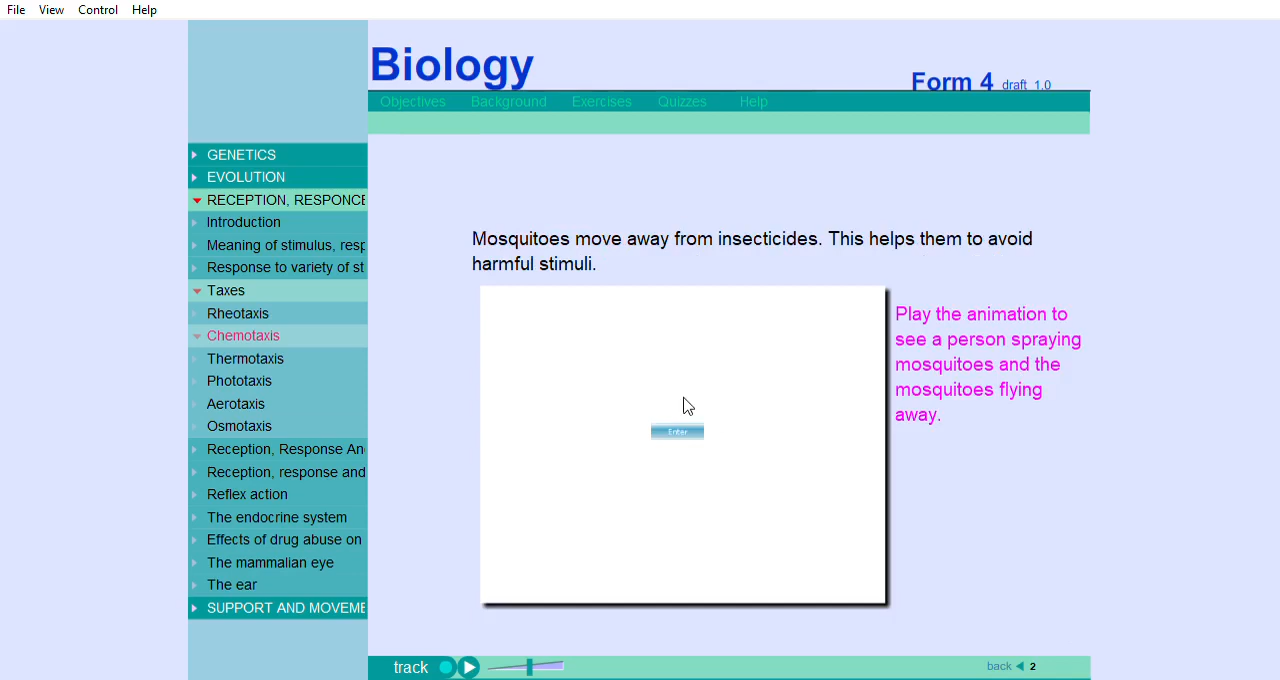 File View Control Help
Biology
Form 4 draft 1.0
Objectives Background Exercises Quizzes Help
GENETICS
EVOLUTION
RECEPTION, RESPONCE
Introduction
Meaning of stimulus, resp
Response to variety of st
Taxes
Rheotaxis
Chemotaxis
Thermotaxis
Phototaxis
Aerotaxis
Osmotaxis
Reception, Response An
Reception, response and
Reflex action
The endocrine system
Effects of drug abuse on
The mammalian eye
The ear
SUPPORT AND MOVEME
Mosquitoes move away from insecticides. This helps them to avoid
harmful stimuli.
Enter
Play the animation to
see a person spraying
mosquitoes and the
mosquitoes flying
away.
track
back 2